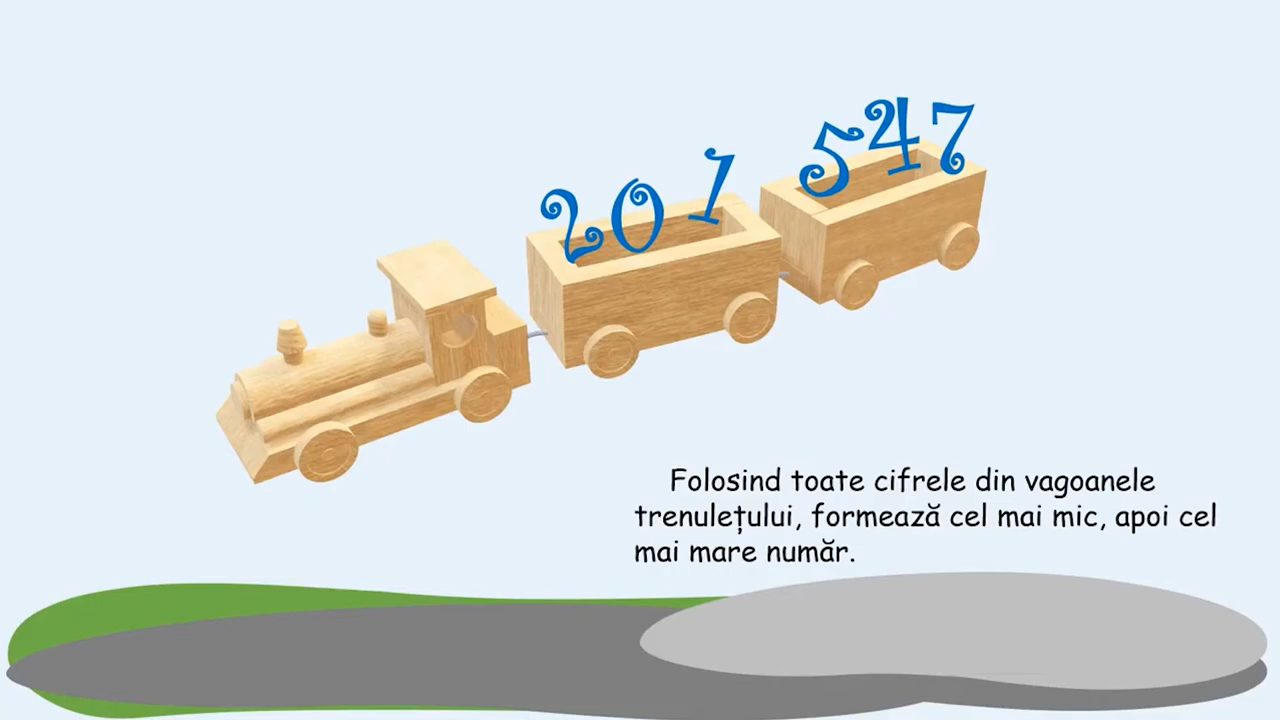 201 547
Folosind toate cifrele din vagoanele
trenulețului, formează cel mai mic, apoi cel
mai mare număr.